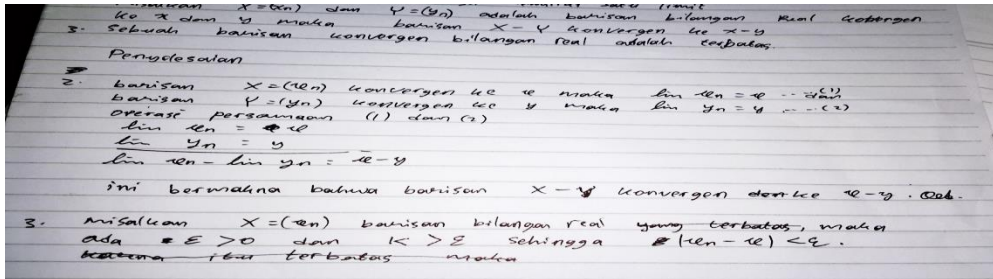 X = (xn) dan Y = (yn) adalah barisan bilangan real kobergen
ke x dan y maka barisan X - Y konvergen ke x-y
3. Sebuah barisan konvergen bilangan real adalah terbatas.
Penyelesaian
2. barisan X = (xn) konvergen ke x maka lim xn = x ... (1) dan
barisan Y = (yn) konvergen ke y maka lim yn = y ... (2)
operasi persamaan (1) dan (2)
lim xn = x
lim yn = y
lim xn - lim yn = x-y
ini bermakna bahwa barisan X - Y konvergen ke x-y. Qed.
3. Misalkan X = (xn) barisan bilangan real yang terbatas, maka
ada ε > 0 dan K > ε sehingga |xn - x| < ε.
karena itu terbatas maka